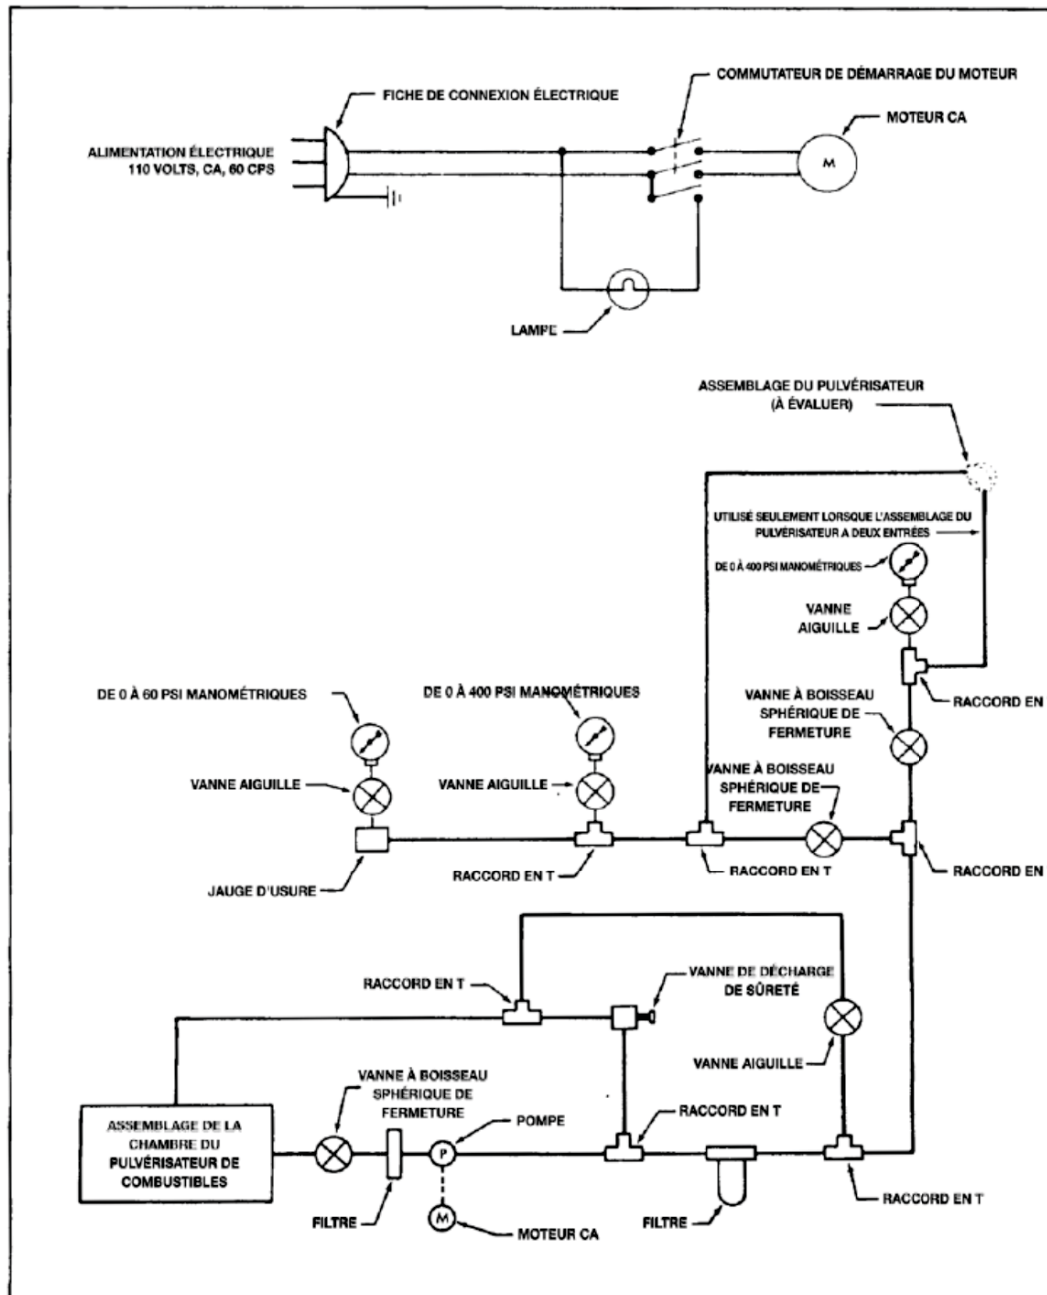 COMMUTATEUR DE DÉMARRAGE DU MOTEUR
FICHE DE CONNEXION ÉLECTRIQUE
MOTEUR CA
ALIMENTATION ÉLECTRIQUE
110 VOLTS, CA, 60 CPS
M
LAMPE
ASSEMBLAGE DU PULVÉRISATEUR
(À ÉVALUER)
UTILISÉ SEULEMENT LORSQUE L'ASSEMBLAGE DU
PULVÉRISATEUR A DEUX ENTRÉES
DE 0 À 400 PSI MANOMÉTRIQUES
VANNE
AIGUILLE
RACCORD EN
DE 0 À 60 PSI MANOMÉTRIQUES
DE 0 À 400 PSI MANOMÉTRIQUES
VANNE À BOISSEAU
SPHÉRIQUE DE
FERMETURE
VANNE AIGUILLE
VANNE AIGUILLE
VANNE À BOISSEAU
SPHÉRIQUE DE
FERMETURE
JAUGE D'USURE
RACCORD EN T
RACCORD EN T
RACCORD EN
RACCORD EN T
VANNE DE DÉCHARGE
DE SÛRETÉ
VANNE AIGUILLE
VANNE À BOISSEAU
SPHÉRIQUE DE
FERMETURE
POMPE
RACCORD EN T
ASSEMBLAGE DE LA
CHAMBRE DU
PULVÉRISATEUR DE
COMBUSTIBLES
P
M
FILTRE
MOTEUR CA
FILTRE
RACCORD EN T